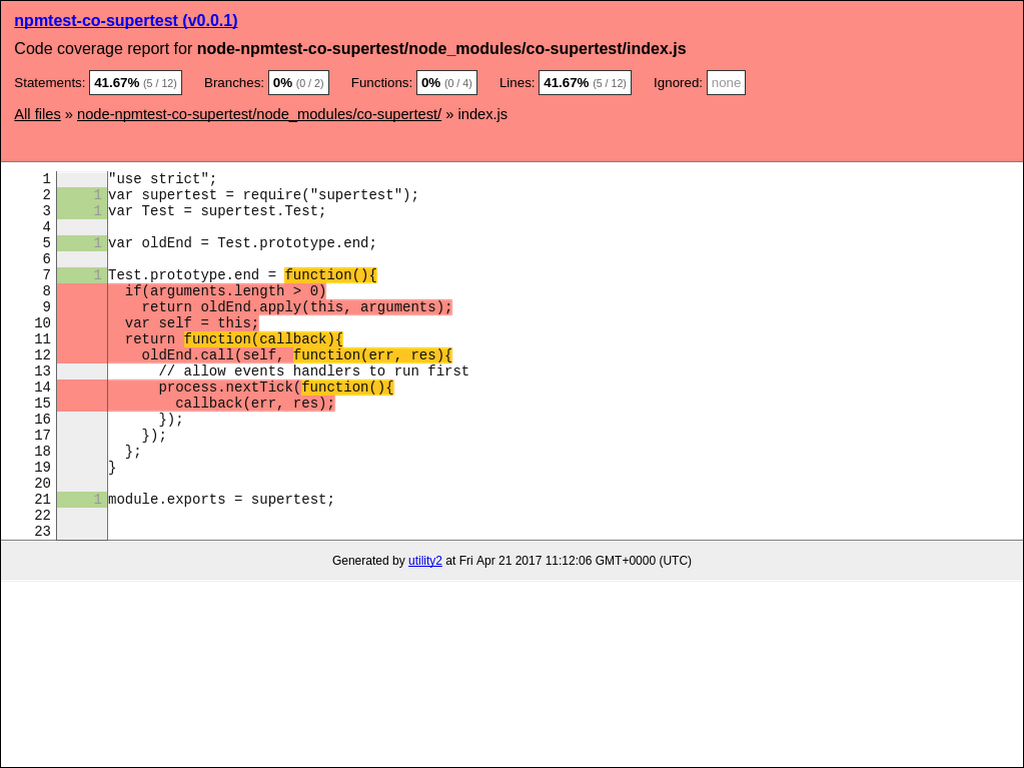 npmtest-co-supertest (v0.0.1)
Code coverage report for node-npmtest-co-supertest/node_modules/co-supertest/index.js
Statements: 41.67% (5 / 12) Branches: 0% (0 / 2) Functions: 0% (0 / 4) Lines: 41.67% (5 / 12) Ignored: none
All files » node-npmtest-co-supertest/node_modules/co-supertest/ » index.js
1 "use strict";
2 1 var supertest = require("supertest");
3 1 var Test = supertest.Test;
4
5 1 var oldEnd = Test.prototype.end;
6
7 1 Test.prototype.end = function(){
8   if(arguments.length > 0)
9     return oldEnd.apply(this, arguments);
10   var self = this;
11   return function(callback){
12     oldEnd.call(self, function(err, res){
13       // allow events handlers to run first
14       process.nextTick(function(){
15         callback(err, res);
16       });
17     });
18   };
19 }
20
21 1 module.exports = supertest;
22
23
Generated by utility2 at Fri Apr 21 2017 11:12:06 GMT+0000 (UTC)